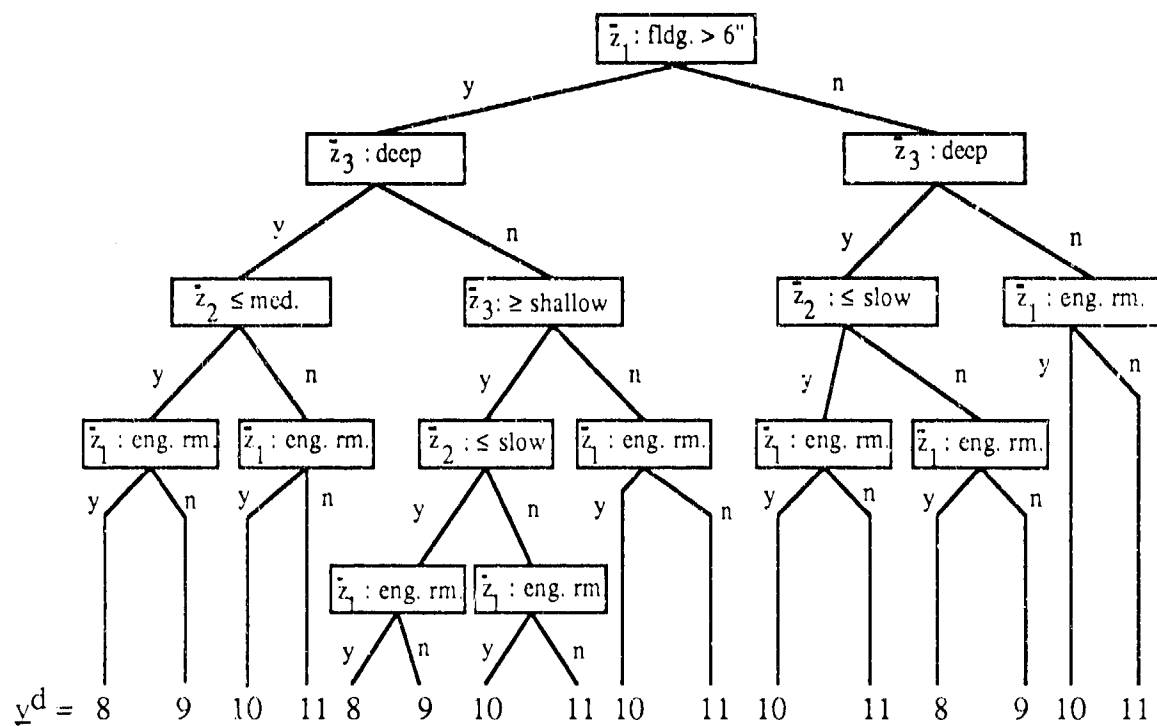 z̄1 : fldg. > 6"
y n
z̄3 : deep z̄3 : deep
y n y n
z̄2 ≤ med. z̄3: ≥ shallow z̄2 : ≤ slow z̄1 : eng. rm.
y n y n y n y n
z̄1 : eng. rm. z̄1 : eng. rm. z̄2 : ≤ slow z̄1 : eng. rm. z̄1 : eng. rm. z̄1 : eng. rm.
y n y n y n y n y n y n
z̄1 : eng. rm. z̄1 : eng. rm.
y n y n
v^d = 8 9 10 11 8 9 10 11 10 11 10 11 8 9 10 11